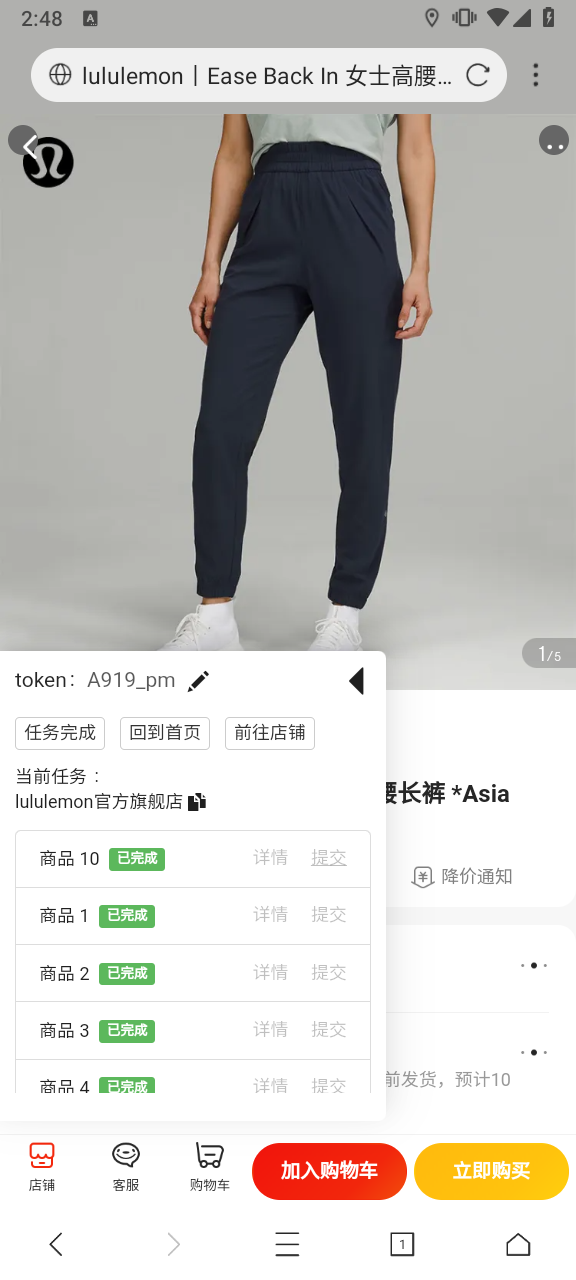 2:48
A
lululemon｜Ease Back In 女士高腰...
1/5
token： A919_pm
任务完成 回到首页 前往店铺
当前任务：
lululemon官方旗舰店
腰长裤 *Asia
商品 10 已完成 详情 提交
降价通知
商品 1 已完成 详情 提交
商品 2 已完成 详情 提交
商品 3 已完成 详情 提交
商品 4 已完成 详情 提交
前发货，预计10
店铺 客服 购物车 加入购物车 立即购买
1